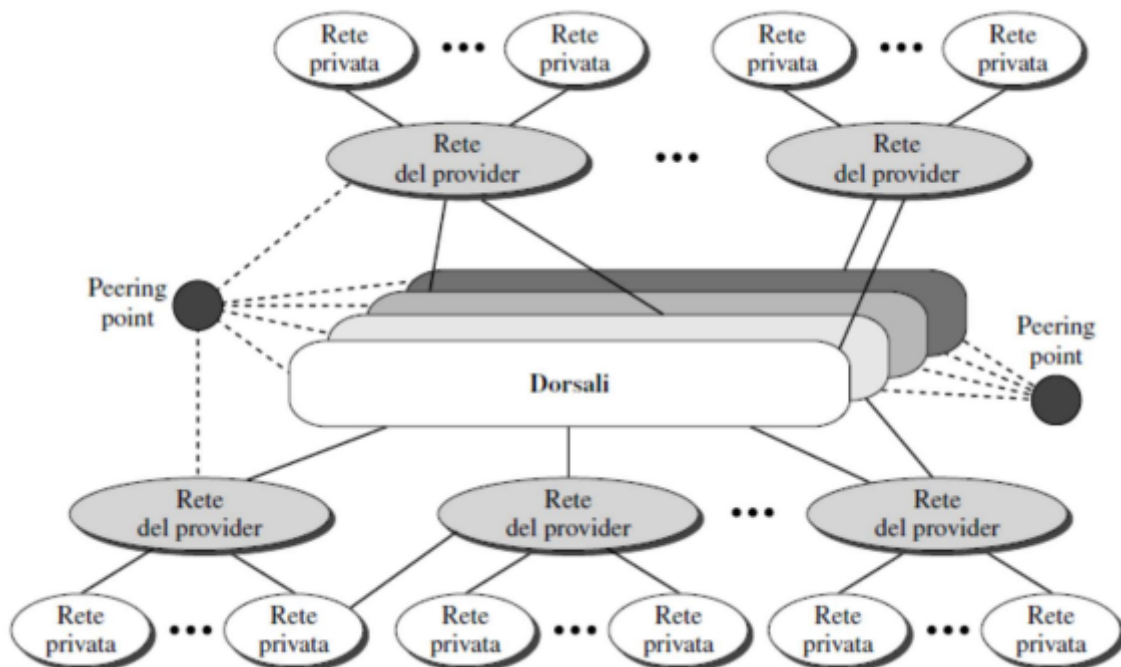 Rete
privata
Rete
privata
Rete
privata
Rete
privata
Rete
del provider
Rete
del provider
Peering
point
Peering
point
Dorsali
Rete
del provider
Rete
del provider
Rete
del provider
Rete
privata
Rete
privata
Rete
privata
Rete
privata
Rete
privata
Rete
privata